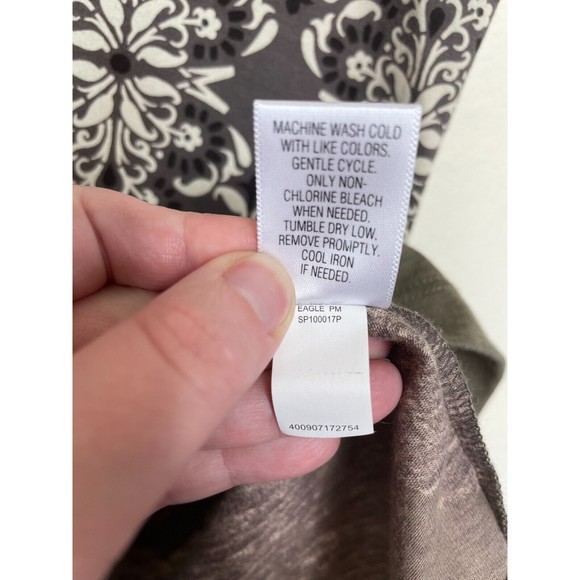 MACHINE WASH COLD
WITH LIKE COLORS.
GENTLE CYCLE.
ONLY NON-
CHLORINE BLEACH
WHEN NEEDED.
TUMBLE DRY LOW.
REMOVE PROMPTLY.
COOL IRON
IF NEEDED.
EAGLE PM
SP100017P
400907172754